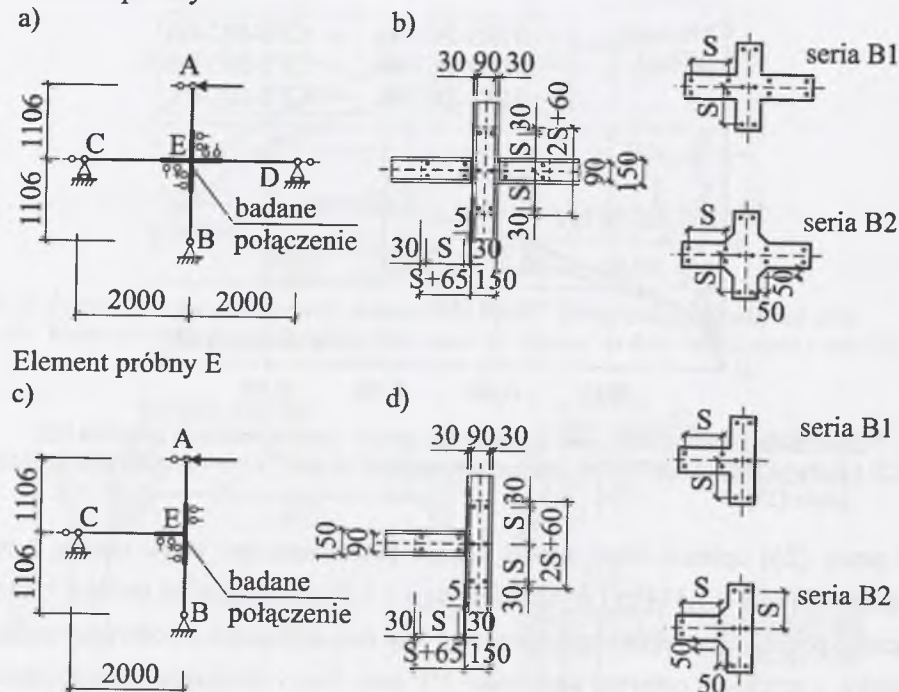 a)
b)
A
C
E
D
B
badane
połączenie
1106
1106
2000
2000
30 90 30
S
30
2S+60
S
30
90
150
5
30
S
30
S+65
150
seria B1
S
S
seria B2
S
S
50
50
Element próbny E
c)
d)
A
C
E
B
badane
połączenie
1106
1106
2000
30 90 30
150
90
30
S
S
30
2S+60
5
30
S
30
S+65
150
seria B1
S
S
seria B2
S
S
50
50